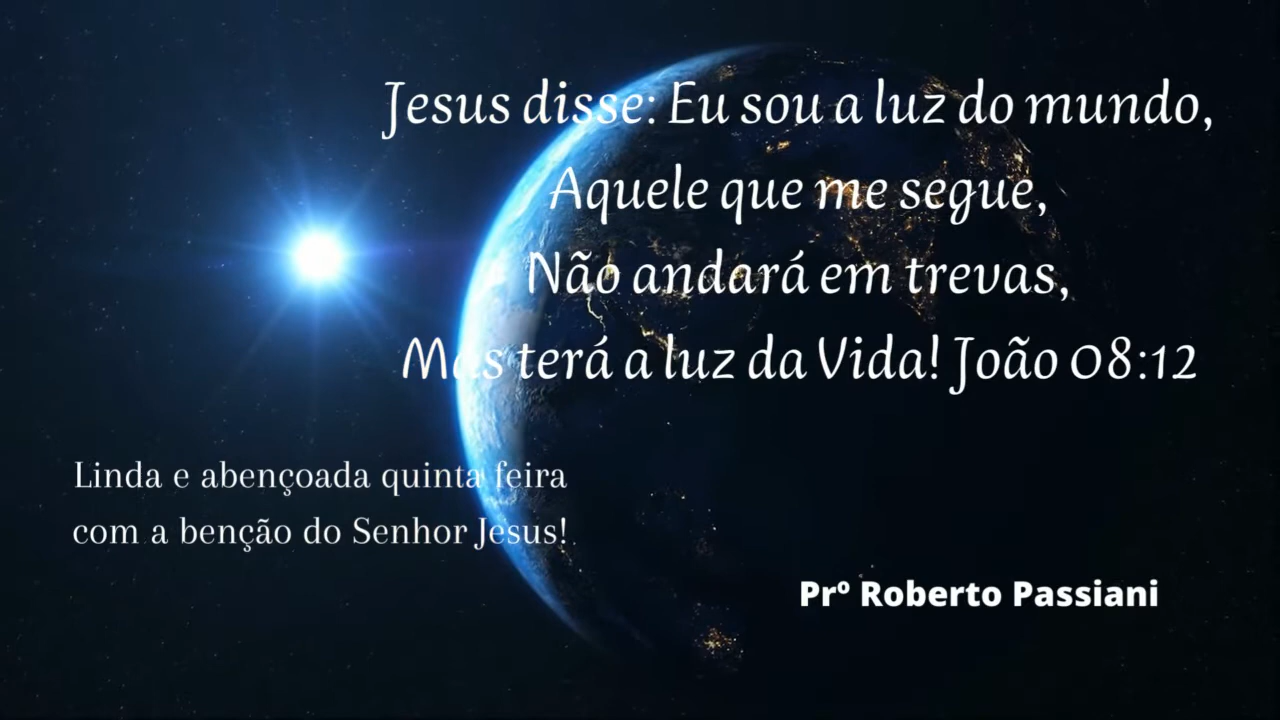 Jesus disse: Eu sou a luz do mundo,
Aquele que me segue,
Não andará em trevas,
Mas terá a luz da Vida! João 08:12
Linda e abençoada quinta feira
com a benção do Senhor Jesus!
Prº Roberto Passiani